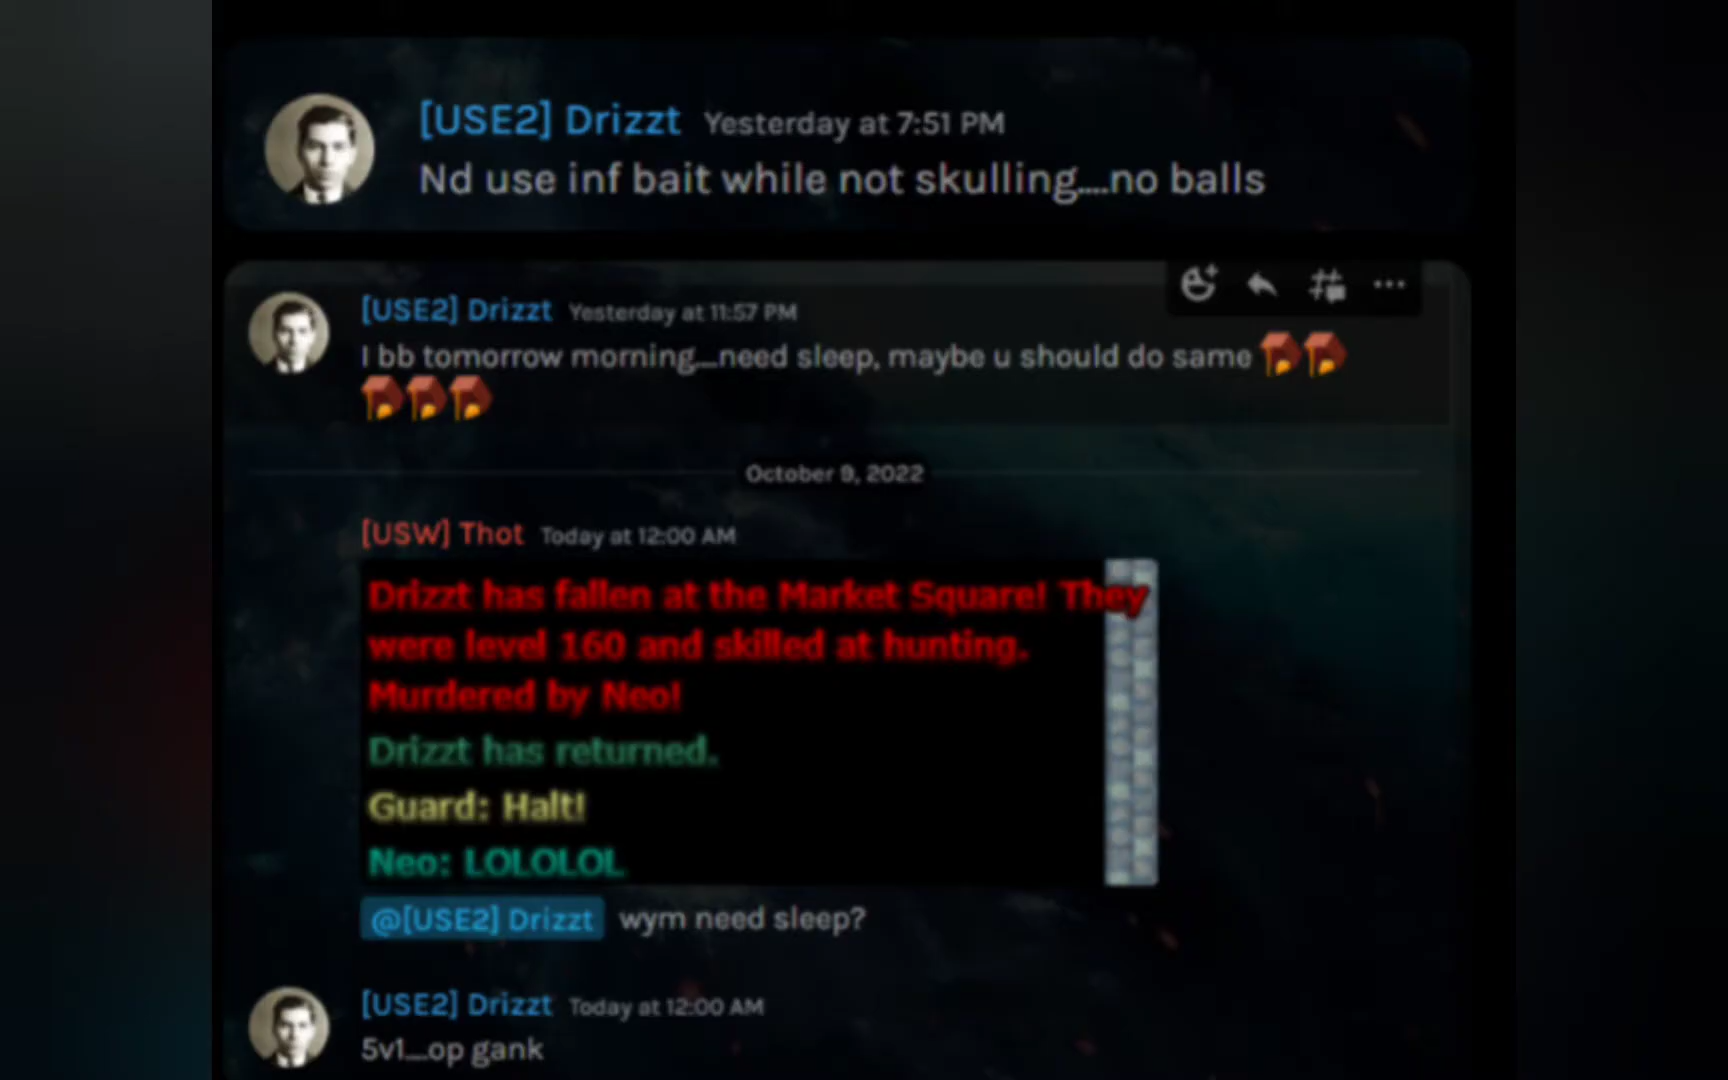 [USE2] Drizzt Yesterday at 7:51 PM
Nd use inf bait while not skulling....no balls
[USE2] Drizzt Yesterday at 11:57 PM
I bb tomorrow morning....need sleep, maybe u should do same
October 9, 2022
[USW] Thot Today at 12:00 AM
Drizzt has fallen at the Market Square! They
were level 160 and skilled at hunting.
Murdered by Neo!
Drizzt has returned.
Guard: Halt!
Neo: LOLOLOL
@[USE2] Drizzt wym need sleep?
[USE2] Drizzt Today at 12:00 AM
5v1....op gank